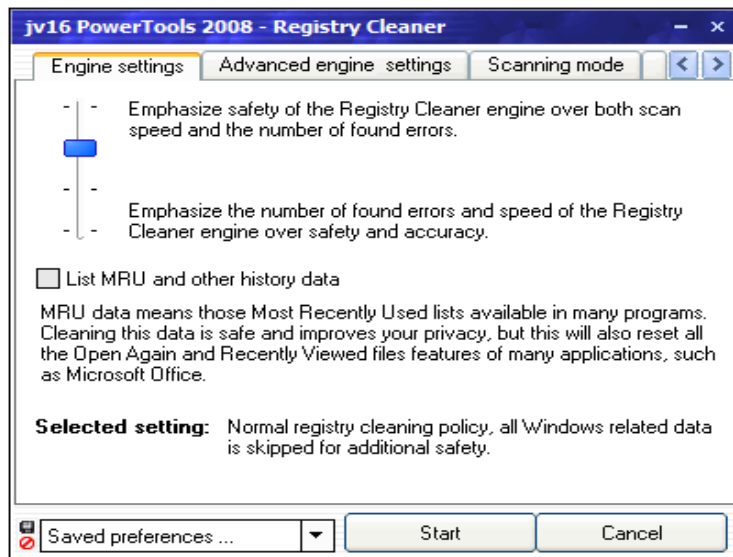 jv16 PowerTools 2008 - Registry Cleaner
Engine settings
Advanced engine settings
Scanning mode
Emphasize safety of the Registry Cleaner engine over both scan
speed and the number of found errors.
Emphasize the number of found errors and speed of the Registry
Cleaner engine over safety and accuracy.
List MRU and other history data
MRU data means those Most Recently Used lists available in many programs.
Cleaning this data is safe and improves your privacy, but this will also reset all
the Open Again and Recently Viewed files features of many applications, such
as Microsoft Office.
Selected setting: Normal registry cleaning policy, all Windows related data
is skipped for additional safety.
Saved preferences ...
Start
Cancel